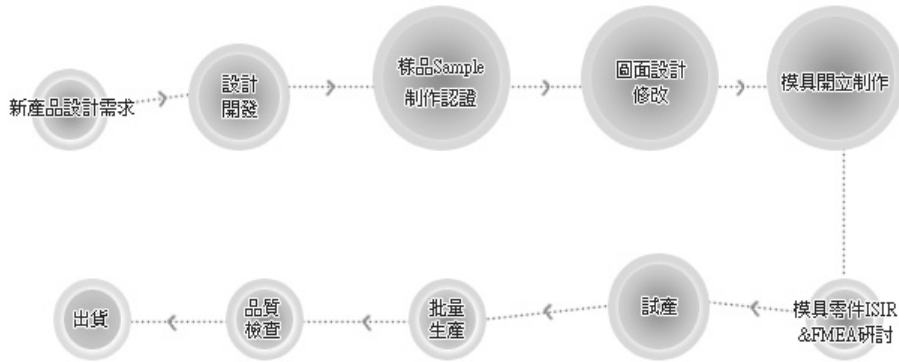 新產品設計需求
設計
開發
樣品Sample
制作認證
圖面設計
修改
模具開立制作
模具零件ISIR
&FMEA研討
試產
批量
生產
品質
檢查
出貨